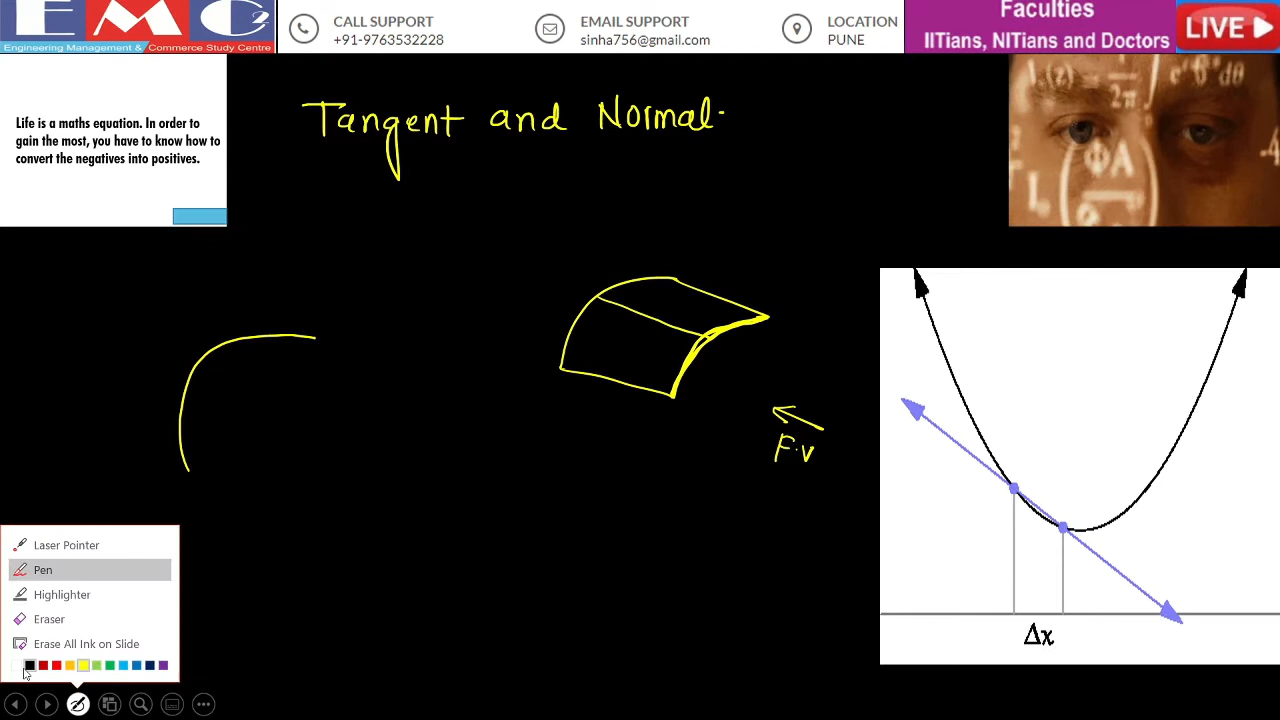 EMC
Engineering Management & Commerce Study Centre
CALL SUPPORT
+91-9763532228
EMAIL SUPPORT
sinha756@gmail.com
LOCATION
PUNE
Faculties
IITians, NITians and Doctors
LIVE
Life is a maths equation. In order to
gain the most, you have to know how to
convert the negatives into positives.
Tangent and Normal.
F.V
Δx
Laser Pointer
Pen
Highlighter
Eraser
Erase All Ink on Slide